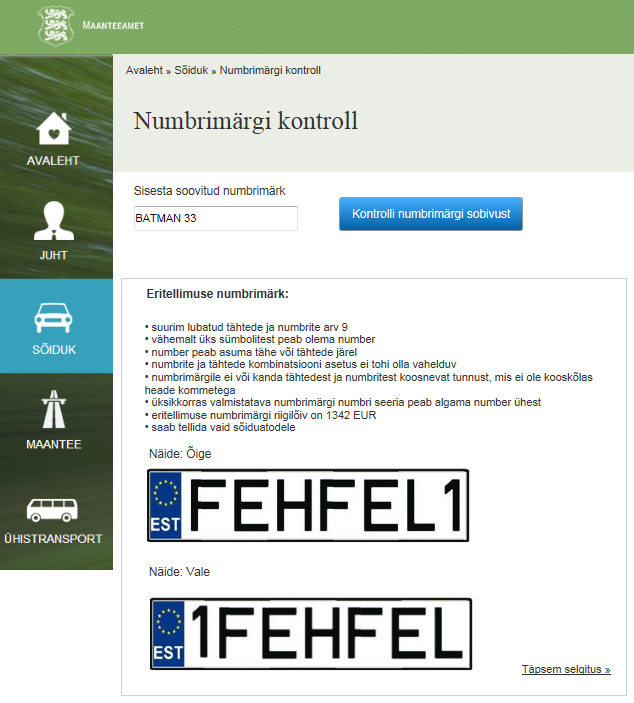 MAANTEEAMET
Avaleht » Sõiduk » Numbrimärgi kontroll
Numbrimärgi kontroll
AVALEHT
JUHT
SÕIDUK
MAANTEE
ÜHISTRANSPORT
Sisesta soovitud numbrimärk
BATMAN 33
Kontrolli numbrimärgi sobivust
Eritellimuse numbrimärk:
• suurim lubatud tähtede ja numbrite arv 9
• vähemalt üks sümbolitest peab olema number
• number peab asuma tähe või tähtede järel
• numbrite ja tähtede kombinatsiooni asetus ei tohi olla vahelduv
• numbrimärgile ei või kanda tähtedest ja numbritest koosnevat tunnust, mis ei ole kooskõlas
heade kommetega
• üksikkorras valmistatava numbrimärgi numbri seeria peab algama number ühest
• eritellimuse numbrimärgi riigilõiv on 1342 EUR
• saab tellida vaid sõiduatodele
Näide: Õige
EST FEHFEL1
Näide: Vale
EST 1FEHFEL
Täpsem selgitus »